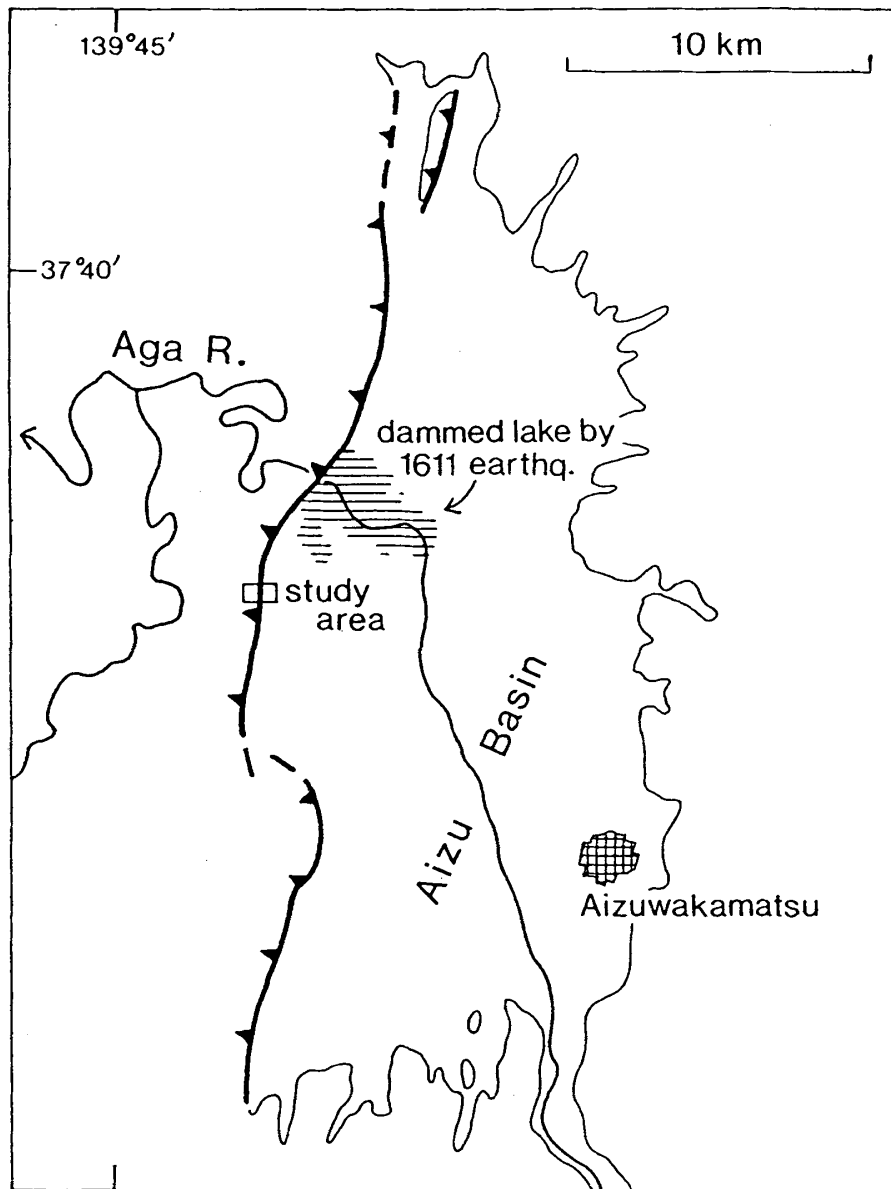 139°45′
10 km
37°40′
Aga R.
dammed lake by
1611 earthq.
study
area
Aizu Basin
Aizuwakamatsu